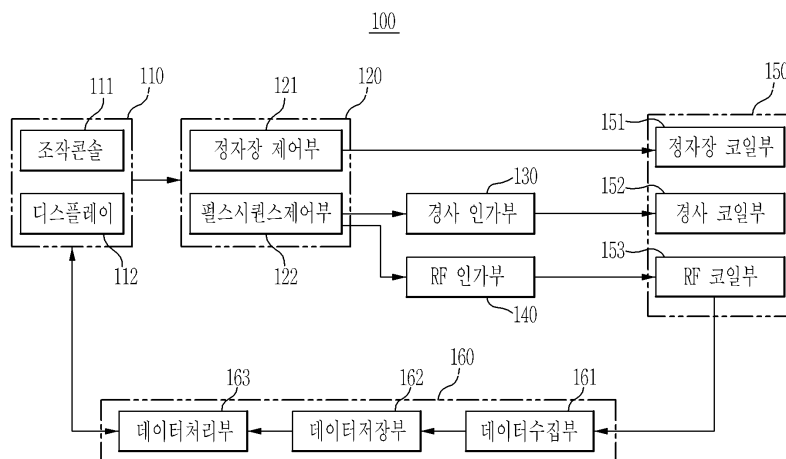 100
111
110
121
120
150
조작콘솔
정자장 제어부
151
정자장 코일부
130
152
디스플레이
펄스시퀀스제어부
경사 인가부
경사 코일부
112
122
153
RF 인가부
RF 코일부
140
163
162
160
161
데이터처리부
데이터저장부
데이터수집부